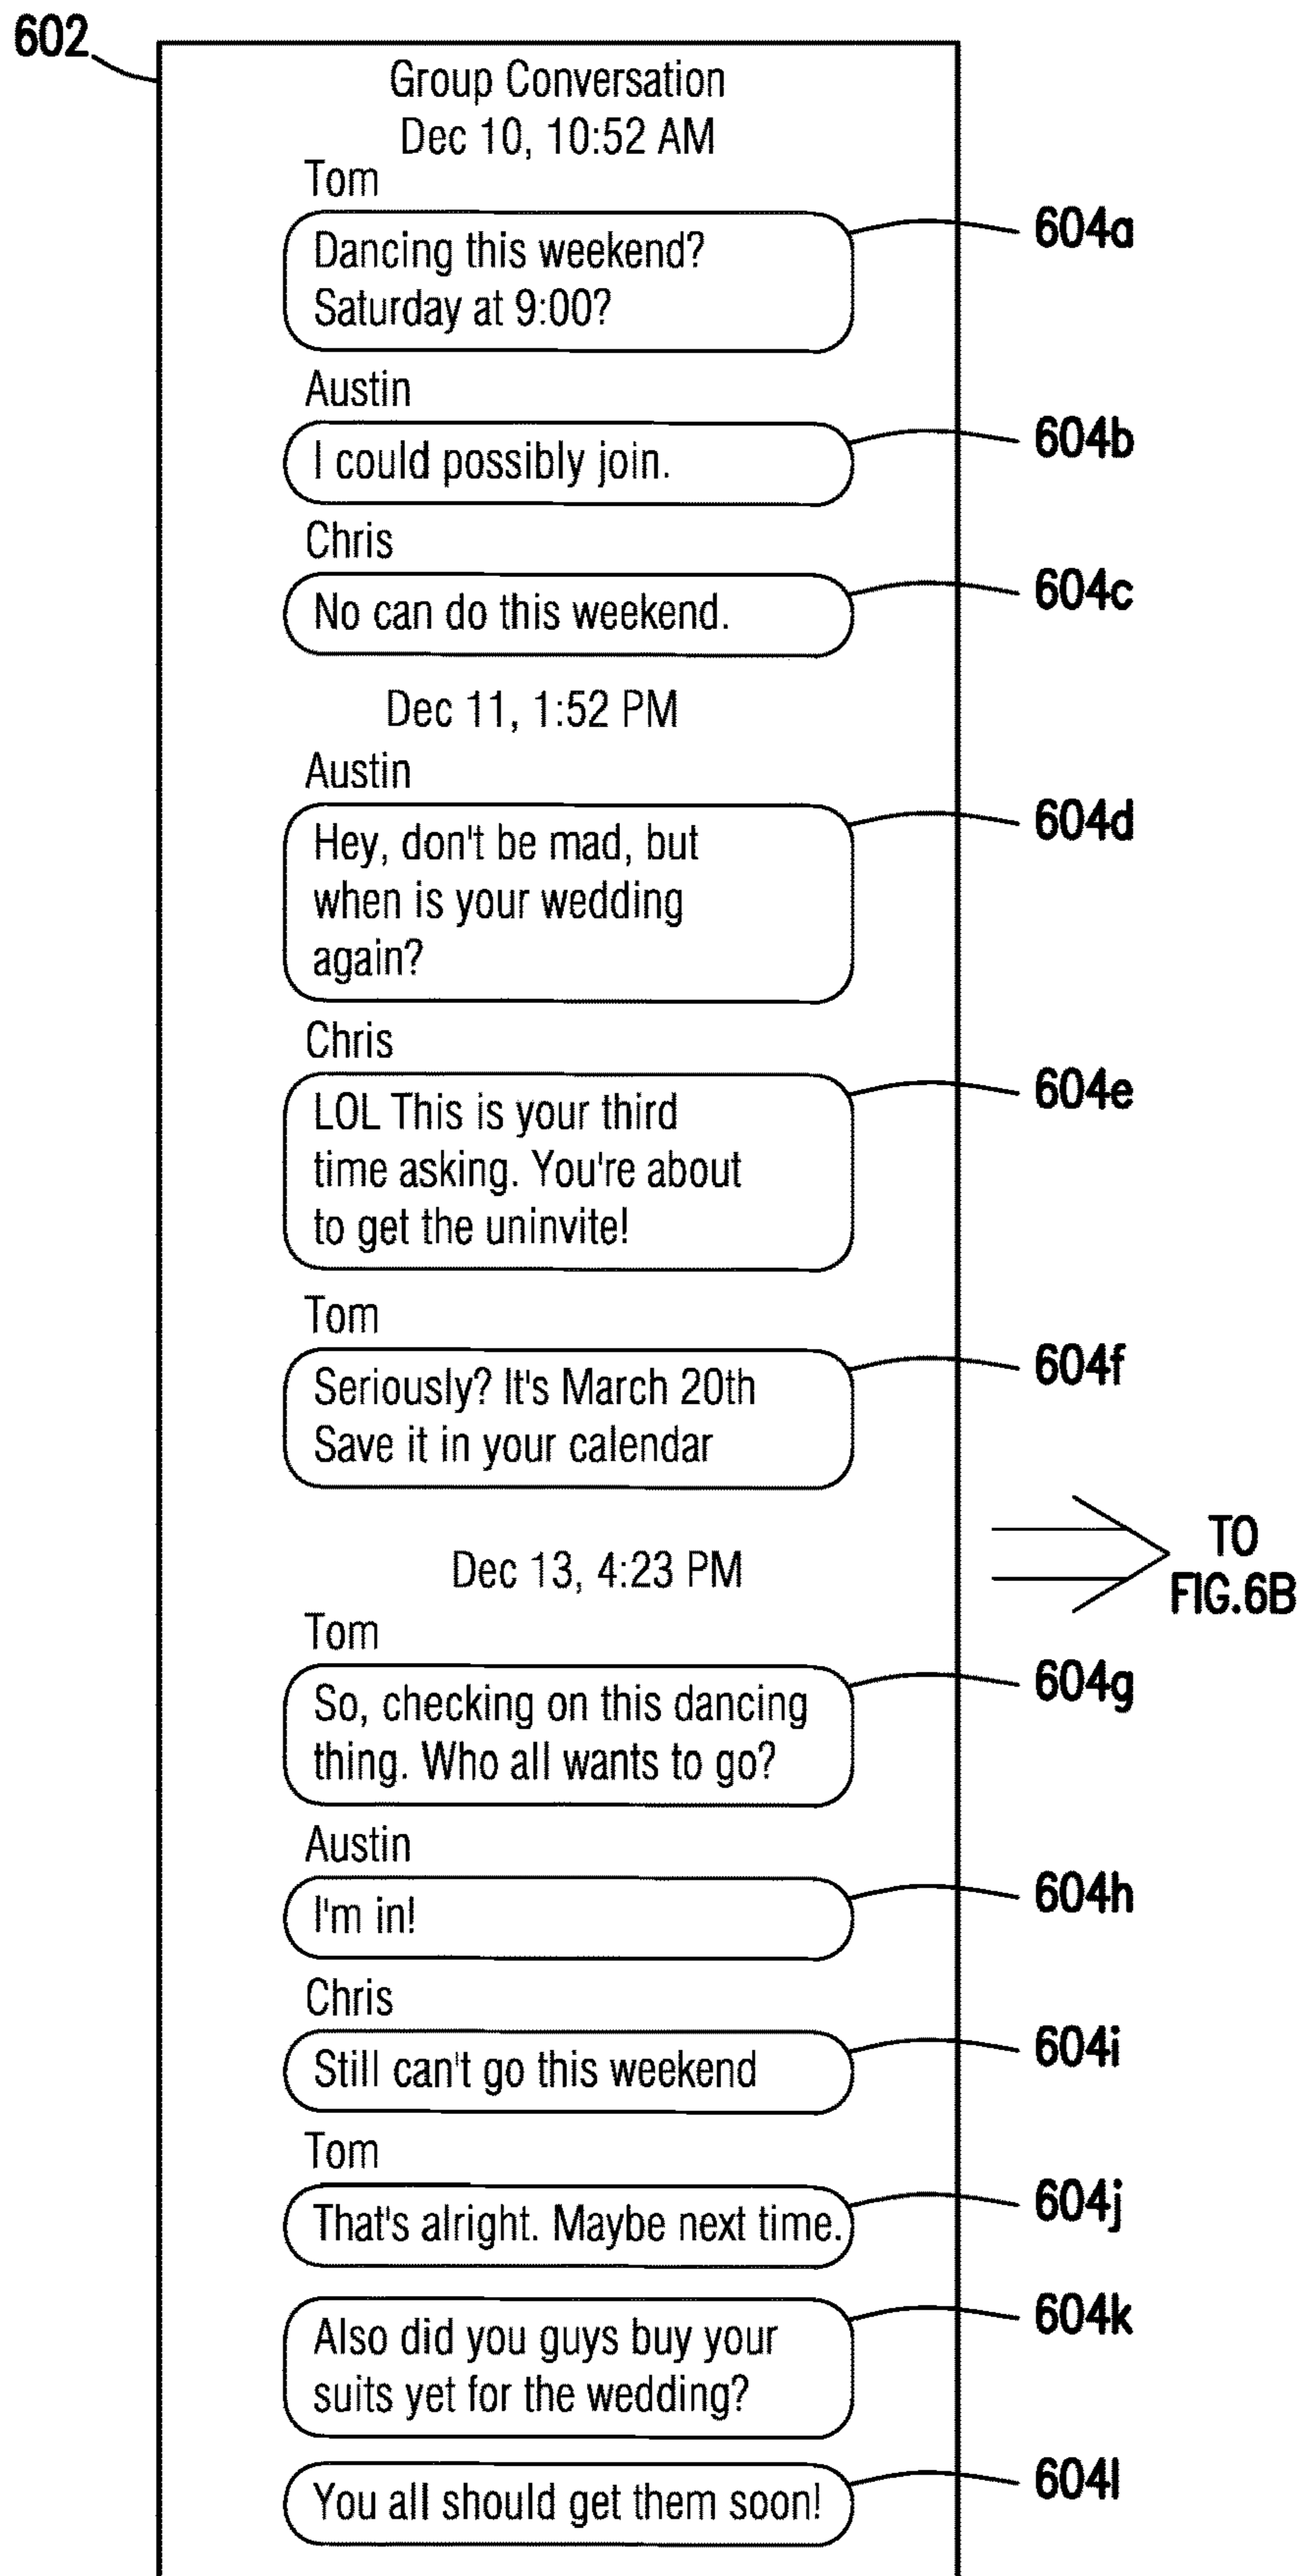 602
Group Conversation
Dec 10, 10:52 AM
Tom
Dancing this weekend?
Saturday at 9:00?
604a
Austin
I could possibly join.
604b
Chris
No can do this weekend.
604c
Dec 11, 1:52 PM
Austin
Hey, don't be mad, but
when is your wedding
again?
604d
Chris
LOL This is your third
time asking. You're about
to get the uninvite!
604e
Tom
Seriously? It's March 20th
Save it in your calendar
604f
TO
FIG.6B
Dec 13, 4:23 PM
Tom
So, checking on this dancing
thing. Who all wants to go?
604g
Austin
I'm in!
604h
Chris
Still can't go this weekend
604i
Tom
That's alright. Maybe next time.
604j
Also did you guys buy your
suits yet for the wedding?
604k
You all should get them soon!
604l